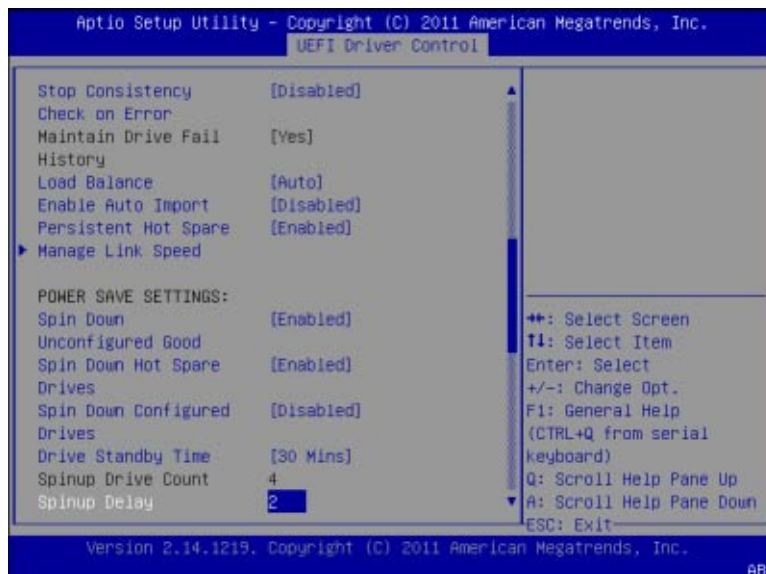 Aptio Setup Utility - Copyright (C) 2011 American Megatrends, Inc.
UEFI Driver Control
Stop Consistency [Disabled]
Check on Error
Maintain Drive Fail [Yes]
History
Load Balance [Auto]
Enable Auto Import [Disabled]
Persistent Hot Spare [Enabled]
Manage Link Speed
POWER SAVE SETTINGS:
Spin Down [Enabled]
Unconfigured Good
Spin Down Hot Spare [Enabled]
Drives
Spin Down Configured [Disabled]
Drives
Drive Standby Time [30 Mins]
Spinup Drive Count 4
Spinup Delay 2
→←: Select Screen
↑↓: Select Item
Enter: Select
+/-: Change Opt.
F1: General Help
(CTRL+Q from serial
keyboard)
Q: Scroll Help Pane Up
A: Scroll Help Pane Down
ESC: Exit
Version 2.14.1219. Copyright (C) 2011 American Megatrends, Inc.
AB